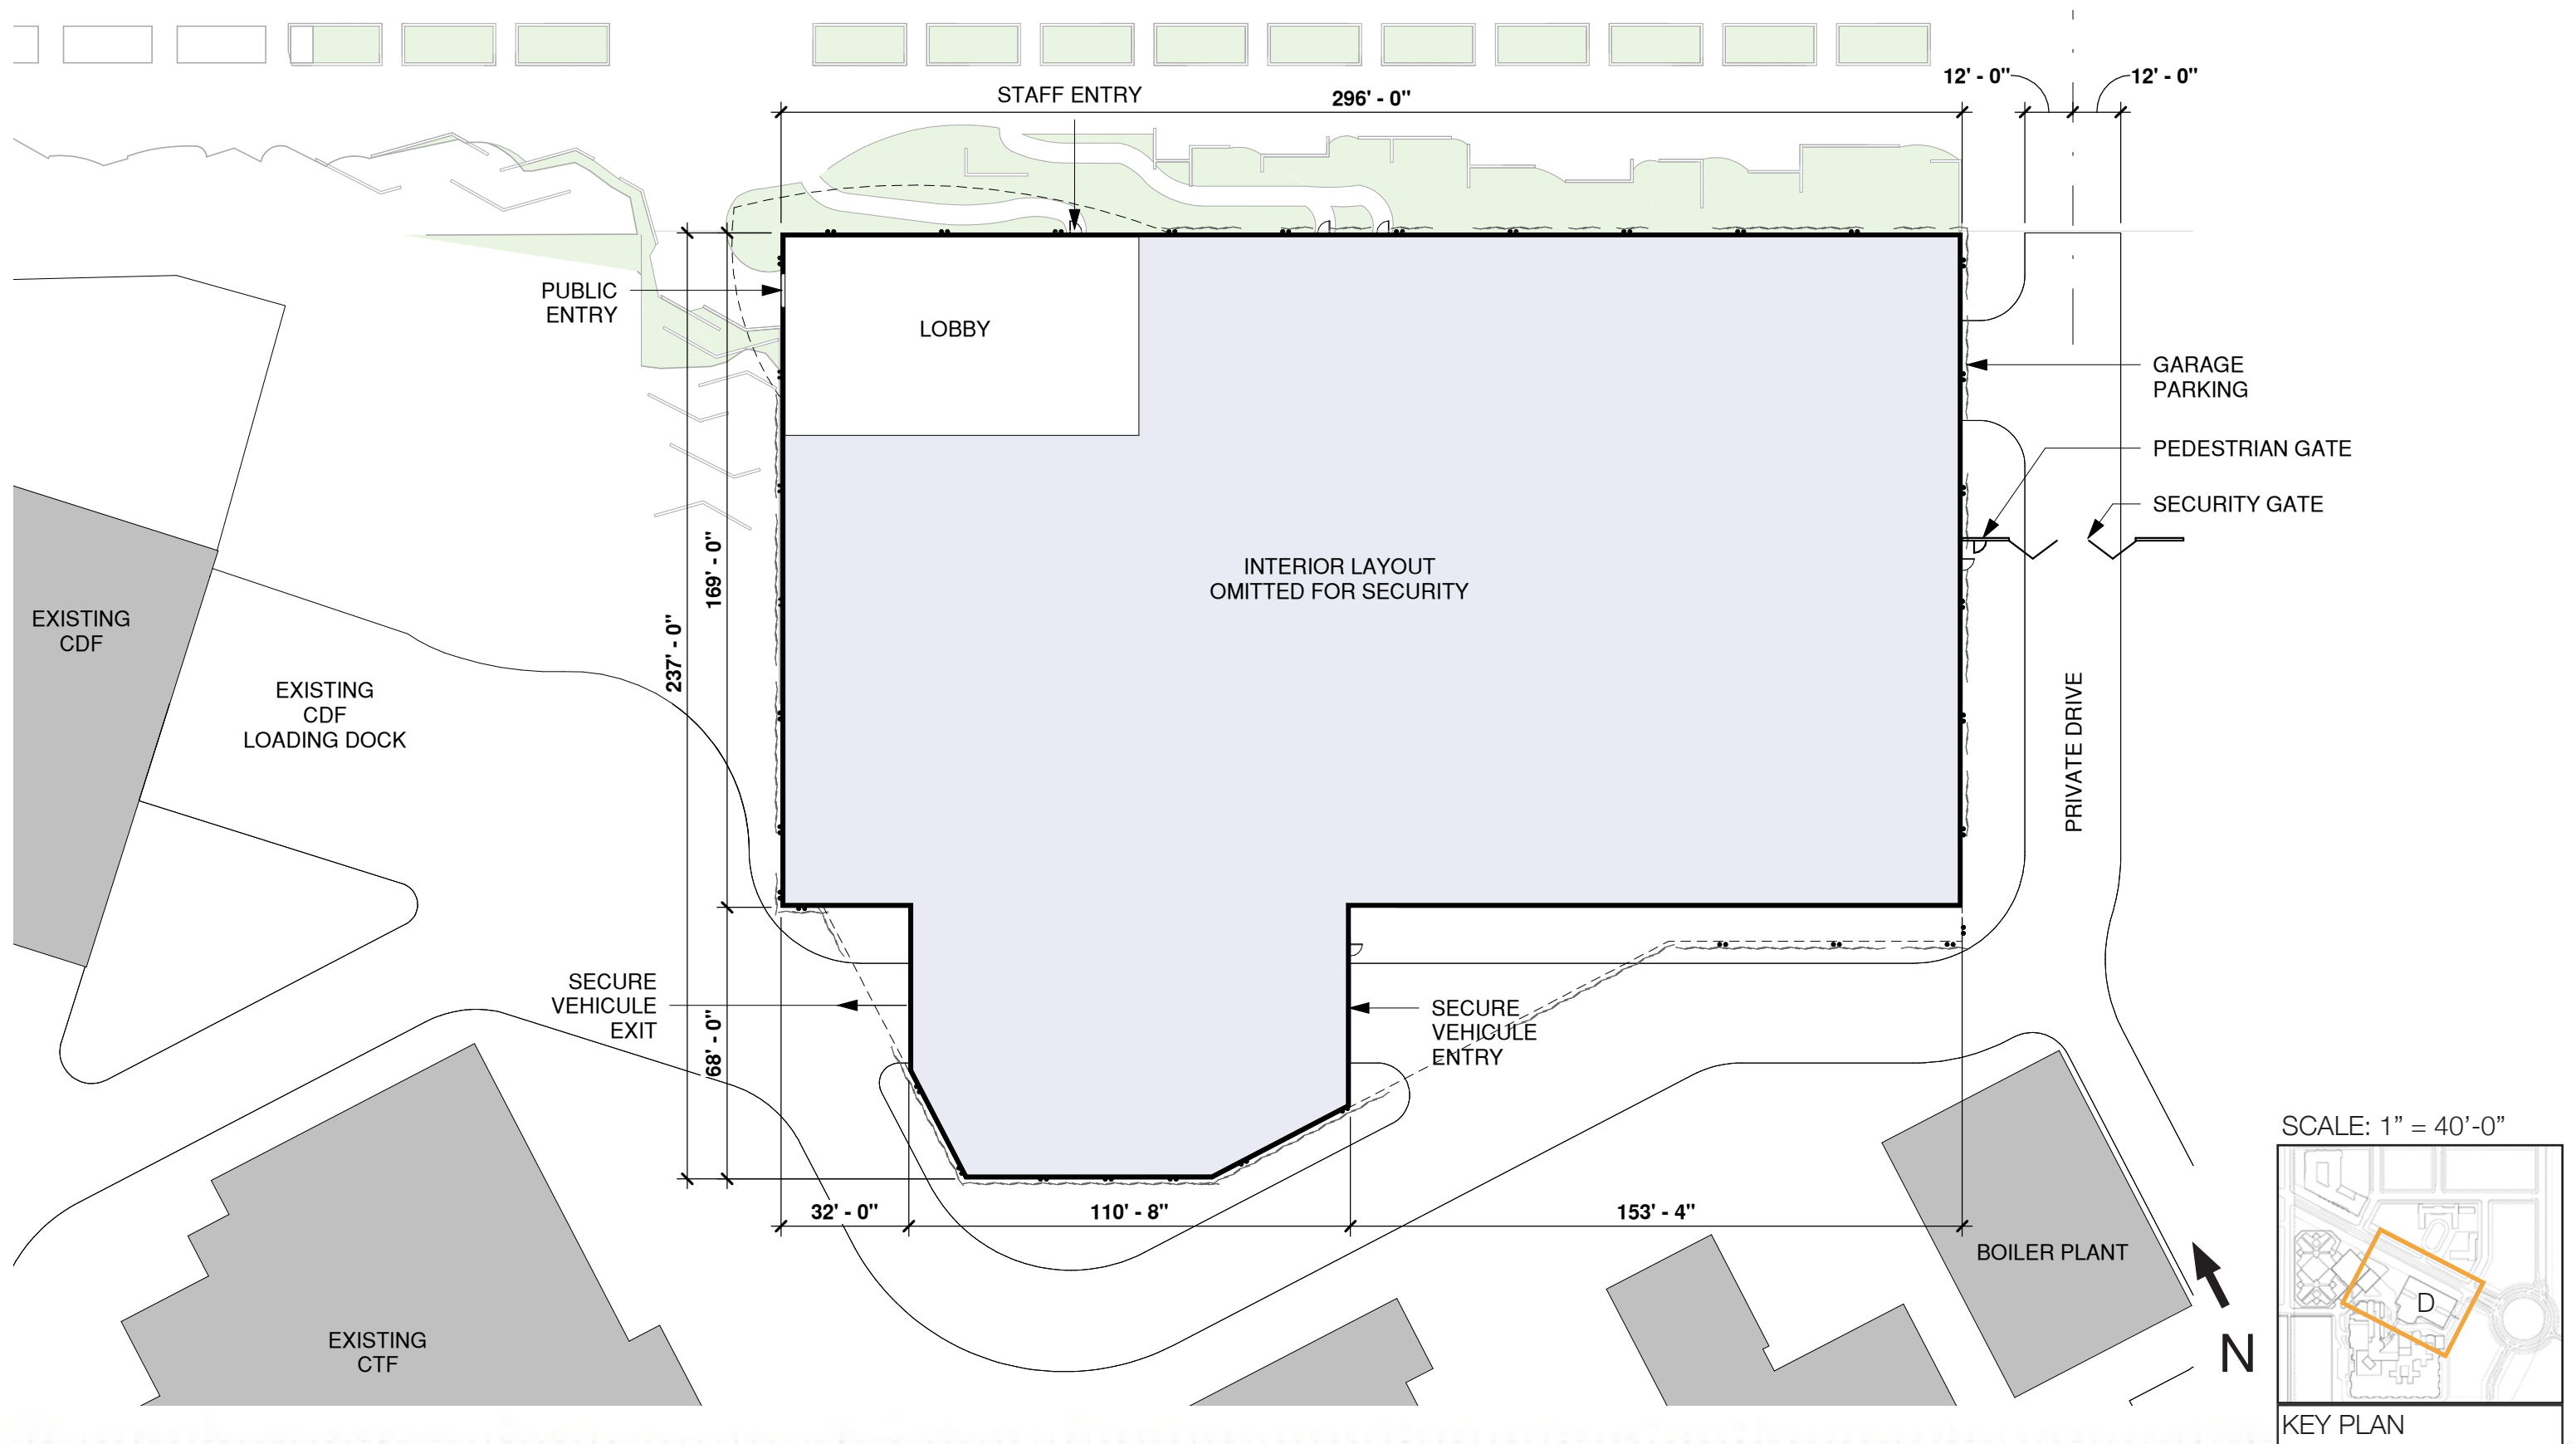 12' - 0"
12' - 0"
STAFF ENTRY
296' - 0"
PUBLIC
ENTRY
LOBBY
GARAGE
PARKING
PEDESTRIAN GATE
SECURITY GATE
169' - 0"
237' - 0"
INTERIOR LAYOUT
OMITTED FOR SECURITY
EXISTING
CDF
EXISTING
CDF
LOADING DOCK
PRIVATE DRIVE
SECURE
VEHICULE
EXIT
68' - 0"
SECURE
VEHICULE
ENTRY
32' - 0"
110' - 8"
153' - 4"
BOILER PLANT
EXISTING
CTF
N
SCALE: 1” = 40’-0”
D
KEY PLAN